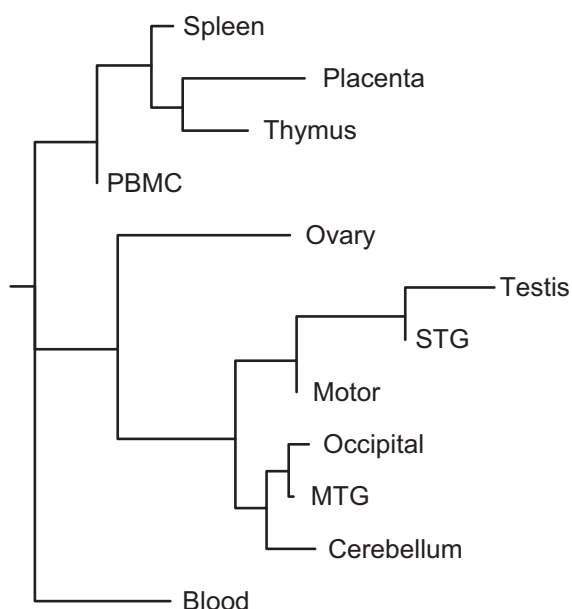 Spleen
Placenta
Thymus
PBMC
Ovary
Testis
STG
Motor
Occipital
MTG
Cerebellum
Blood